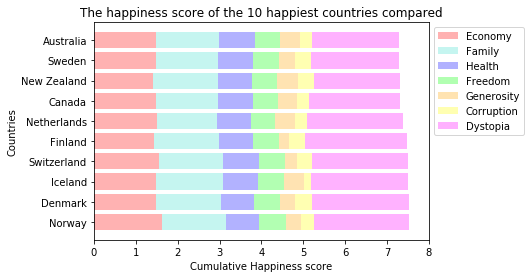 The happiness score of the 10 happiest countries compared
Australia
Sweden
New Zealand
Canada
Netherlands
Finland
Switzerland
Iceland
Denmark
Norway
Countries
0 1 2 3 4 5 6 7 8
Cumulative Happiness score
Economy
Family
Health
Freedom
Generosity
Corruption
Dystopia